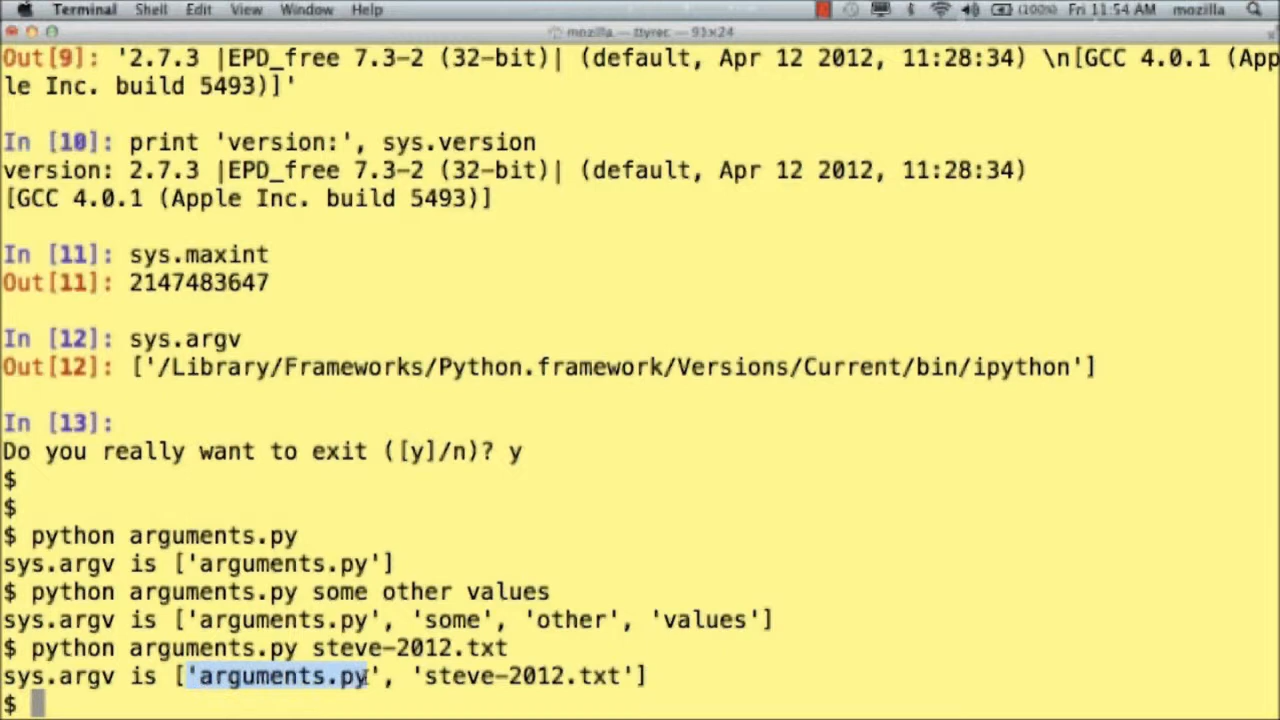 Terminal Shell Edit View Window Help (100%) Fri 11:54 AM mozilla
mozilla — ttyrec — 93×24
Out[9]: '2.7.3 |EPD_free 7.3-2 (32-bit)| (default, Apr 12 2012, 11:28:34) \n[GCC 4.0.1 (App
le Inc. build 5493)]'
In [10]: print 'version:', sys.version
version: 2.7.3 |EPD_free 7.3-2 (32-bit)| (default, Apr 12 2012, 11:28:34)
[GCC 4.0.1 (Apple Inc. build 5493)]
In [11]: sys.maxint
Out[11]: 2147483647
In [12]: sys.argv
Out[12]: ['/Library/Frameworks/Python.framework/Versions/Current/bin/ipython']
In [13]:
Do you really want to exit ([y]/n)? y
$
$
$ python arguments.py
sys.argv is ['arguments.py']
$ python arguments.py some other values
sys.argv is ['arguments.py', 'some', 'other', 'values']
$ python arguments.py steve-2012.txt
sys.argv is ['arguments.py', 'steve-2012.txt']
$